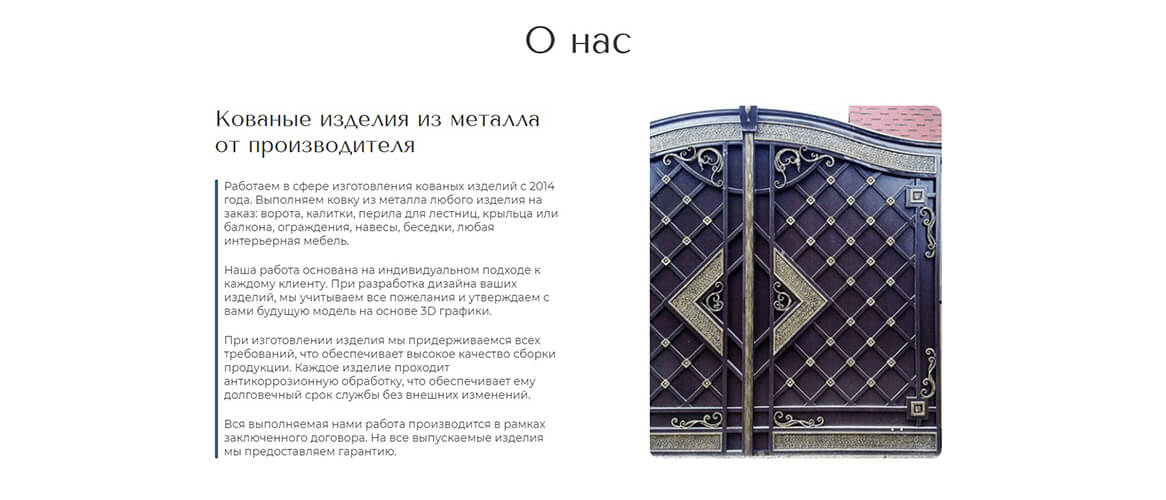 О нас
Кованые изделия из металла
от производителя
Работаем в сфере изготовления кованых изделий с 2014
года. Выполняем ковку из металла любого изделия на
заказ: ворота, калитки, перила для лестниц, крыльца или
балкона, ограждения, навесы, беседки, любая
интерьерная мебель.
Наша работа основана на индивидуальном подходе к
каждому клиенту. При разработка дизайна ваших
изделий, мы учитываем все пожелания и утверждаем с
вами будущую модель на основе 3D графики.
При изготовлении изделия мы придерживаемся всех
требований, что обеспечивает высокое качество сборки
продукции. Каждое изделие проходит
антикоррозионную обработку, что обеспечивает ему
долговечный срок службы без внешних изменений.
Вся выполняемая нами работа производится в рамках
заключенного договора. На все выпускаемые изделия
мы предоставляем гарантию.